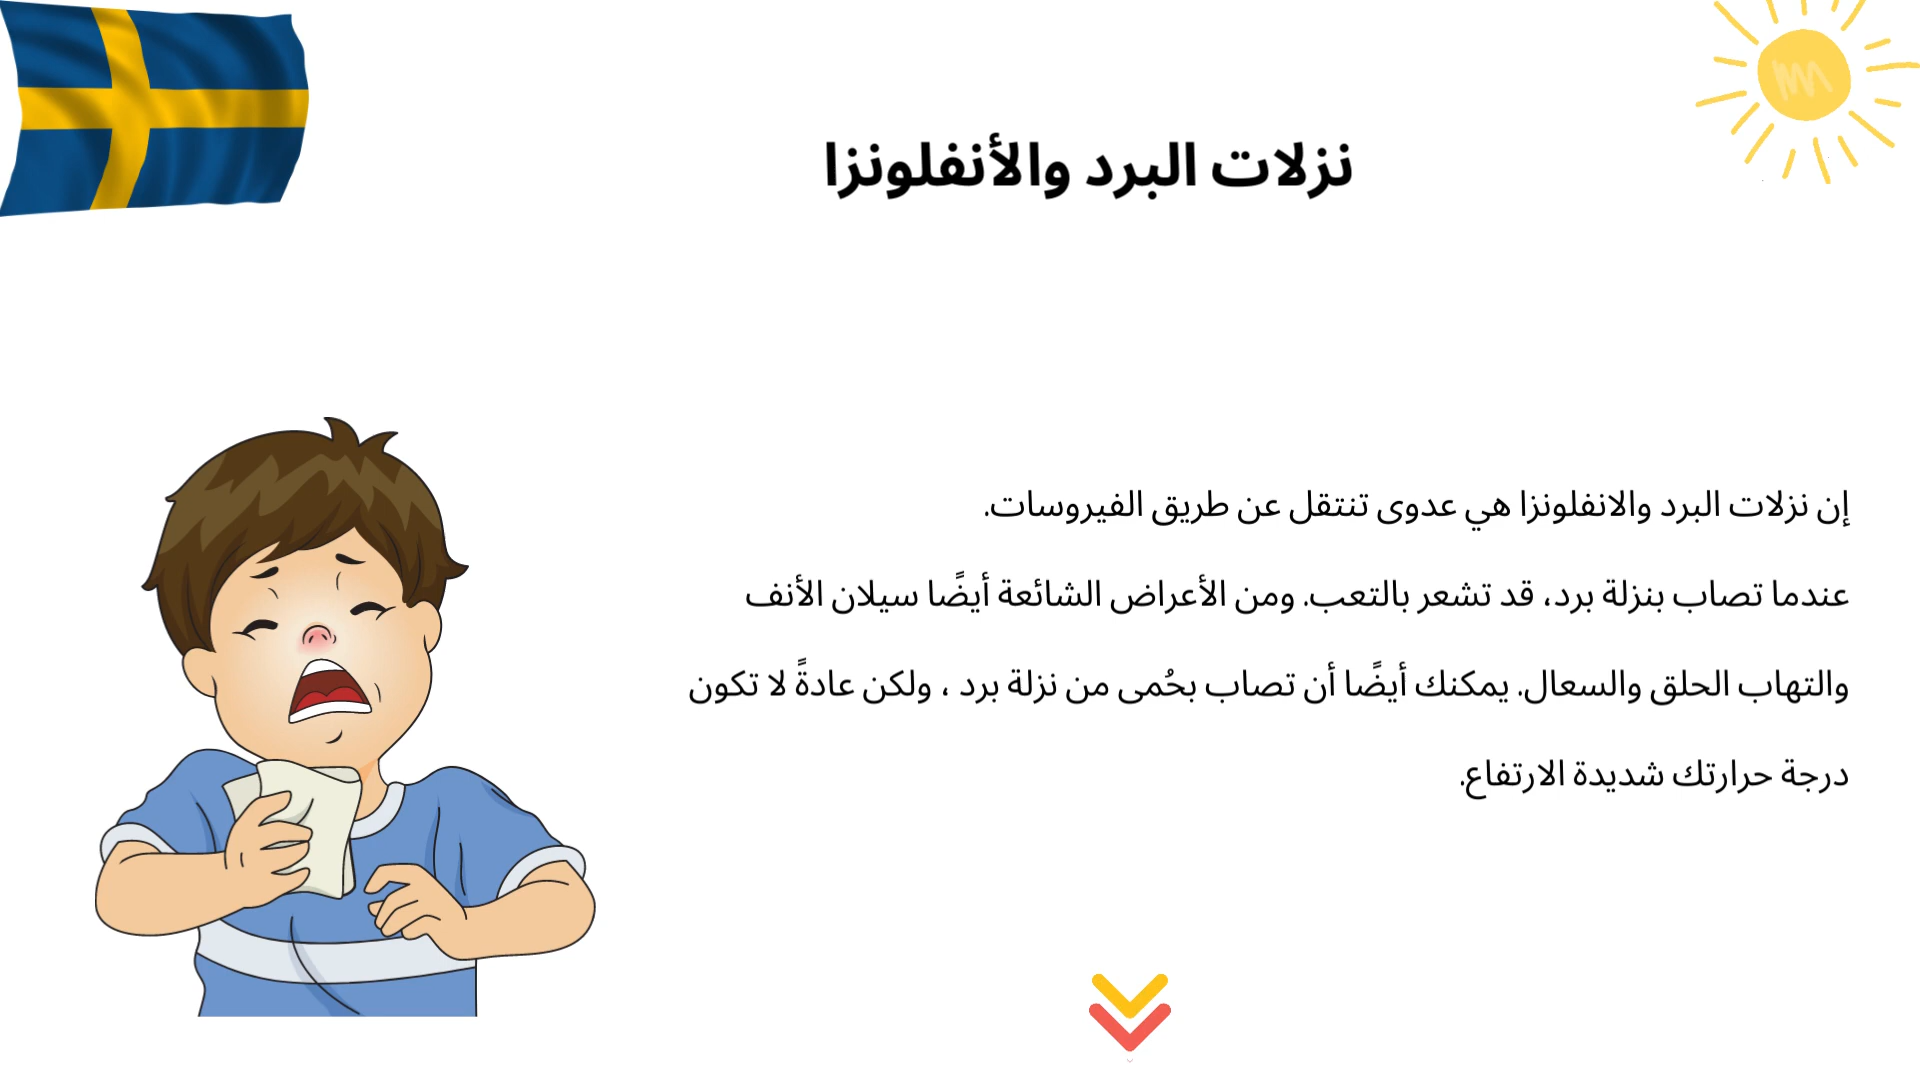 نزلات البرد والأنفلونزا
إن نزلات البرد والانفلونزا هي عدوى تنتقل عن طريق الفيروسات.
عندما تصاب بنزلة برد، قد تشعر بالتعب. ومن الأعراض الشائعة أيضًا سيلان الأنف
والتهاب الحلق والسعال. يمكنك أيضًا أن تصاب بحُمى من نزلة برد ، ولكن عادةً لا تكون
درجة حرارتك شديدة الارتفاع.